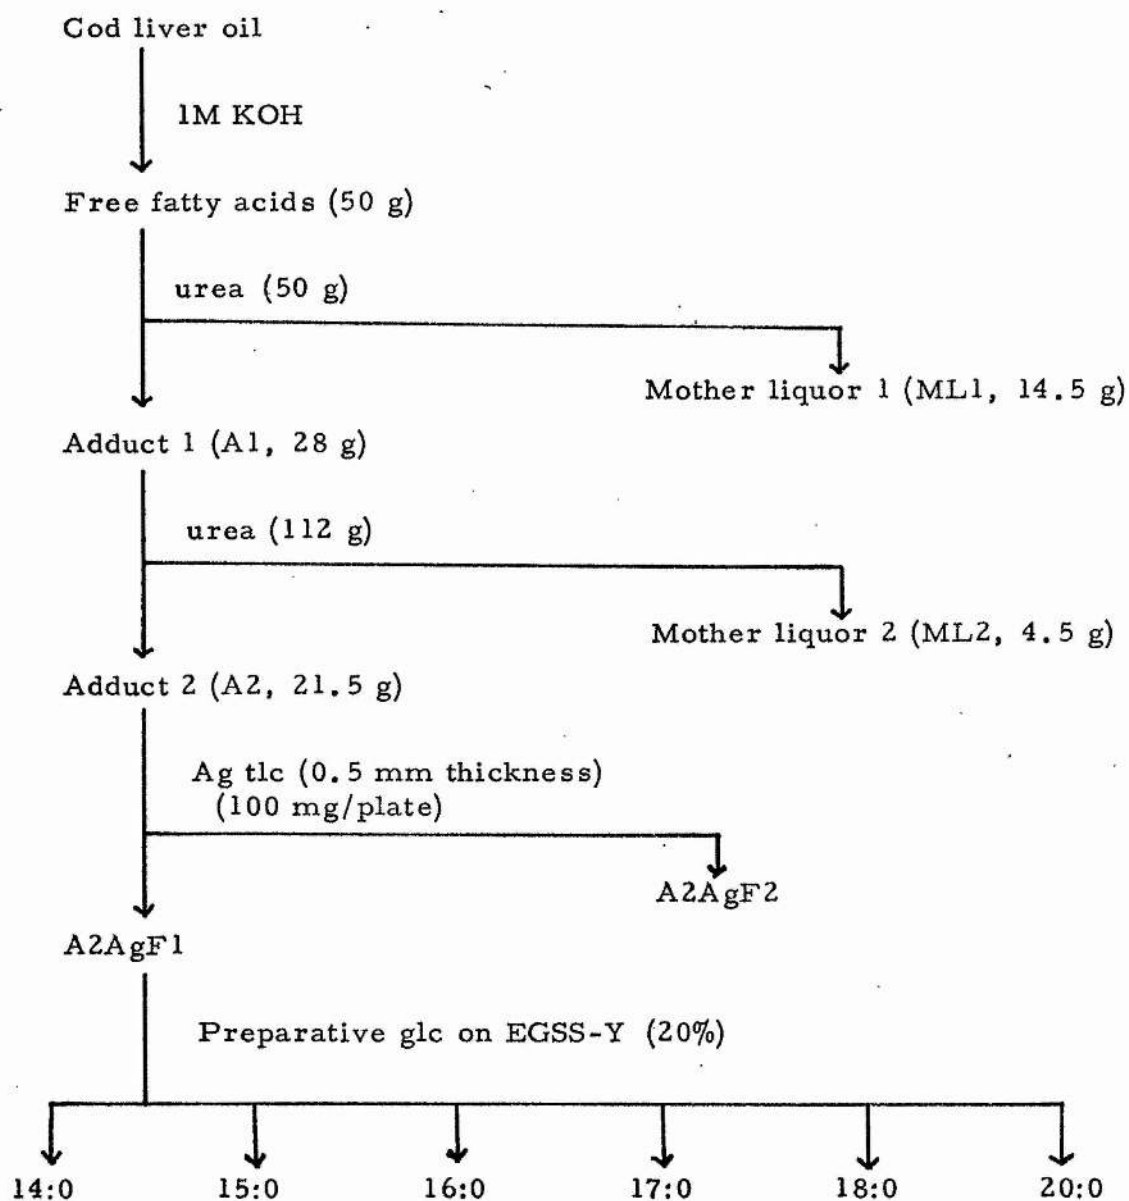 Cod liver oil
1M KOH
Free fatty acids (50 g)
urea (50 g)
Mother liquor 1 (ML1, 14.5 g)
Adduct 1 (A1, 28 g)
urea (112 g)
Mother liquor 2 (ML2, 4.5 g)
Adduct 2 (A2, 21.5 g)
Ag tlc (0.5 mm thickness)
(100 mg/plate)
A2AgF2
A2AgF1
Preparative glc on EGSS-Y (20%)
14:0 15:0 16:0 17:0 18:0 20:0